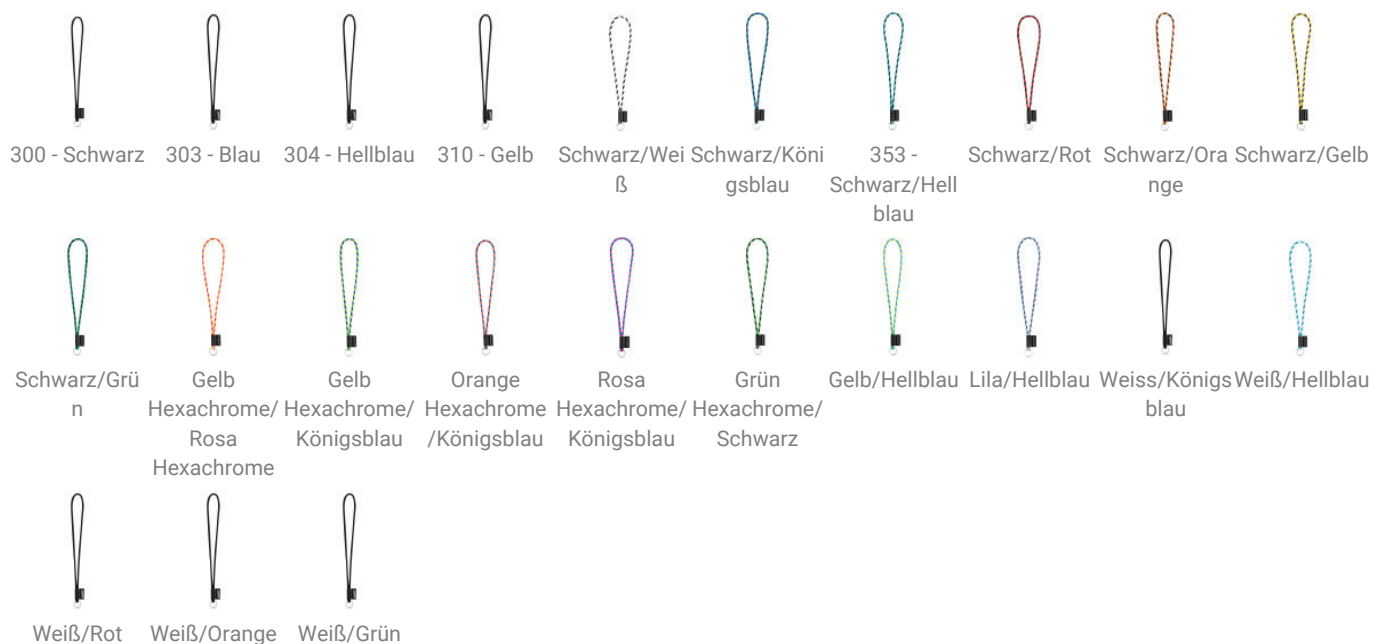 300 - Schwarz
303 - Blau
304 - Hellblau
310 - Gelb
Schwarz/Wei
ß
Schwarz/Köni
gsblau
353 -
Schwarz/Hell
blau
Schwarz/Rot
Schwarz/Ora
nge
Schwarz/Gelb
Schwarz/Grü
n
Gelb
Hexachrome/
Rosa
Hexachrome
Gelb
Hexachrome/
Königsblau
Orange
Hexachrome
/Königsblau
Rosa
Hexachrome/
Königsblau
Grün
Hexachrome/
Schwarz
Gelb/Hellblau
Lila/Hellblau
Weiss/Königs
blau
Weiß/Hellblau
Weiß/Rot
Weiß/Orange
Weiß/Grün